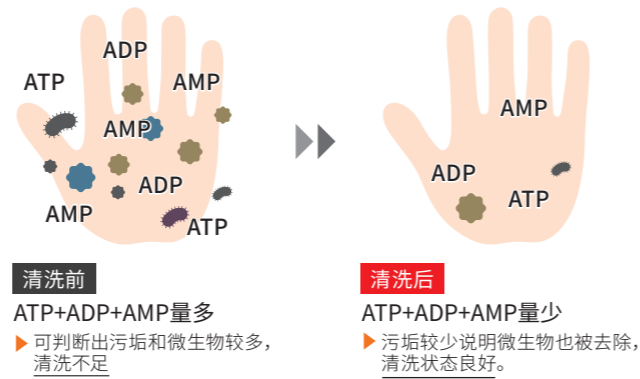 ADP
ATP
AMP
AMP
ADP
AMP
ATP
AMP
ADP
ATP
清洗前
ATP+ADP+AMP量多
可判断出污垢和微生物较多，
清洗不足
清洗后
ATP+ADP+AMP量少
污垢较少说明微生物也被去除，
清洗状态良好。